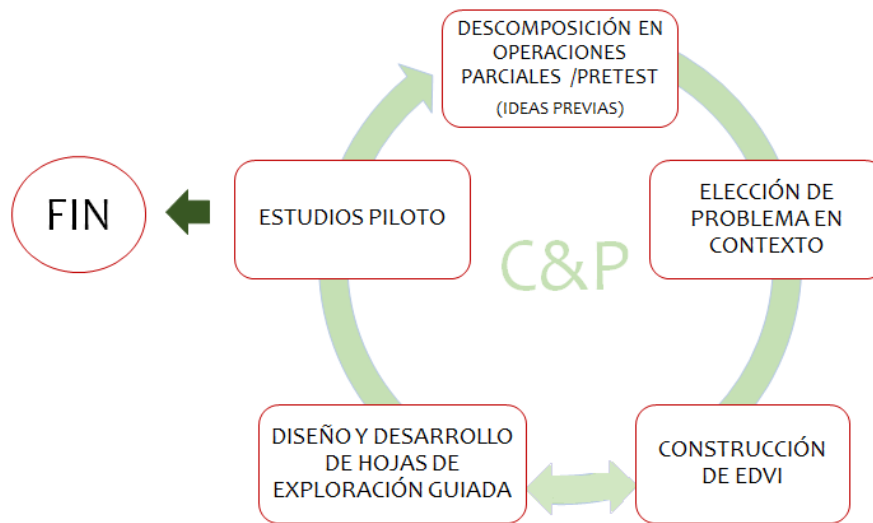 DESCOMPOSICIÓN EN
OPERACIONES
PARCIALES /PRETEST
(IDEAS PREVIAS)
FIN
ESTUDIOS PILOTO
ELECCIÓN DE
PROBLEMA EN
CONTEXTO
C&P
DISEÑO Y DESARROLLO
DE HOJAS DE
EXPLORACIÓN GUIADA
CONSTRUCCIÓN
DE EDVI